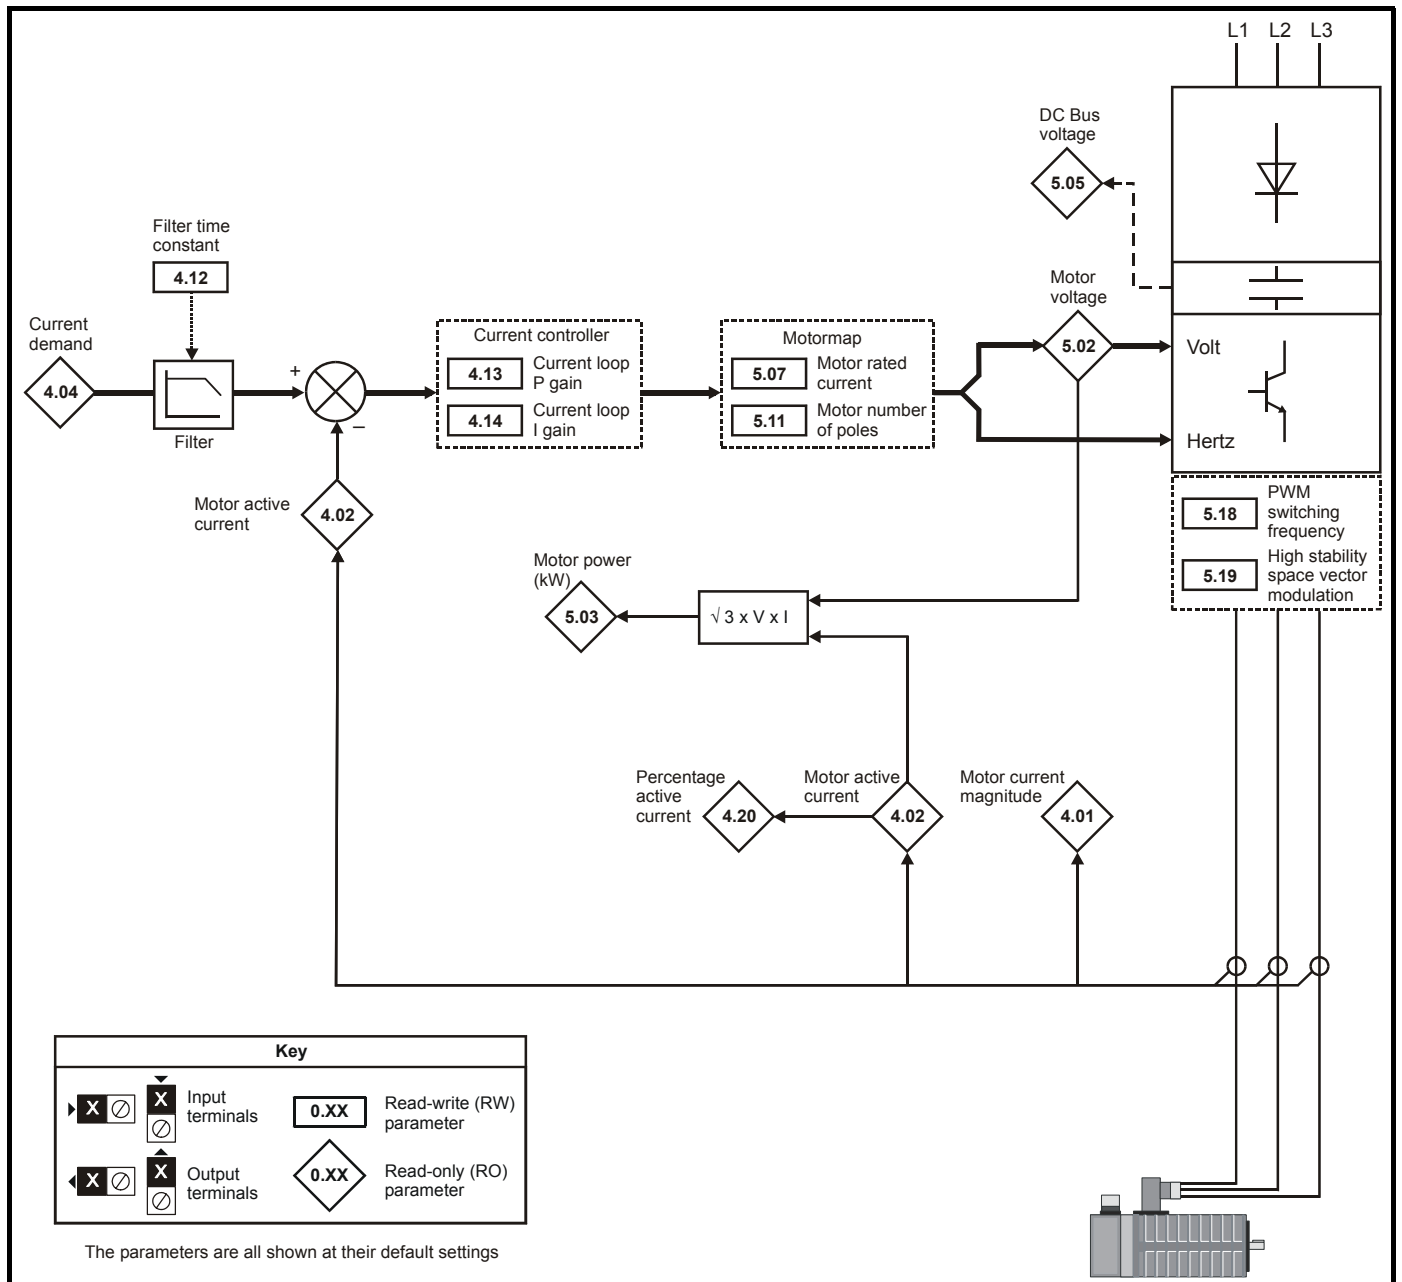 L1 L2 L3
DC Bus
voltage
5.05
Filter time
constant
4.12
Motor
voltage
5.02
Current
demand
4.04
Filter
+
–
Current controller
4.13
Current loop
P gain
4.14
Current loop
I gain
Motormap
5.07
Motor rated
current
5.11
Motor number
of poles
Volt
Hertz
Motor active
current
4.02
5.18
PWM
switching
frequency
5.19
High stability
space vector
modulation
Motor power
(kW)
5.03
√ 3 x V x I
Percentage
active
current
4.20
Motor active
current
4.02
Motor current
magnitude
4.01
Key
X
X
Input
terminals
0.XX
Read-write (RW)
parameter
X
X
Output
terminals
0.XX
Read-only (RO)
parameter
The parameters are all shown at their default settings